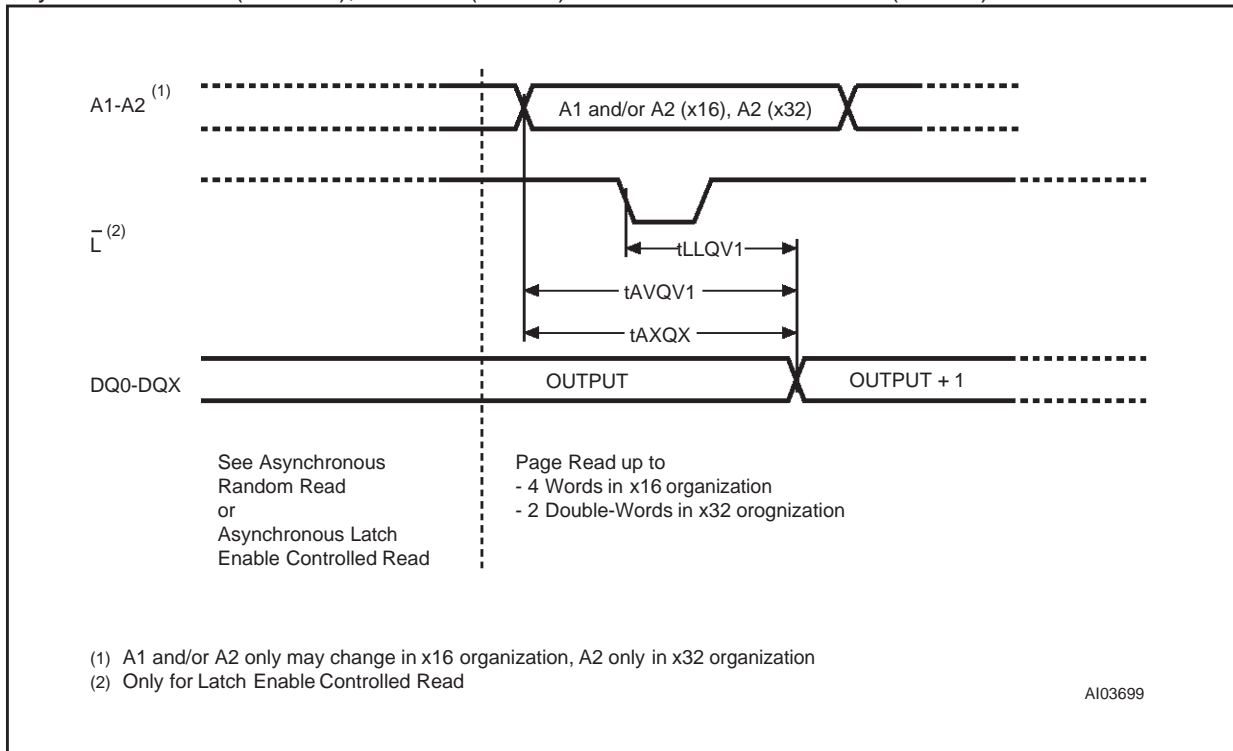 A1-A2 (1)
A1 and/or A2 (x16), A2 (x32)
L (2)
tLLQV1
tAVQV1
tAXQX
DQ0-DQX
OUTPUT
OUTPUT + 1
See Asynchronous
Random Read
or
Asynchronous Latch
Enable Controlled Read
Page Read up to
- 4 Words in x16 organization
- 2 Double-Words in x32 orognization
(1) A1 and/or A2 only may change in x16 organization, A2 only in x32 organization
(2) Only for Latch Enable Controlled Read
AI03699